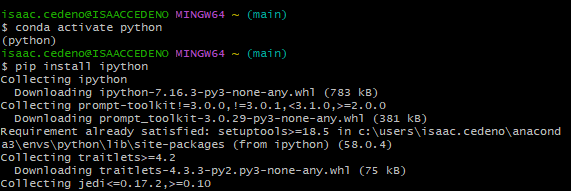 isaac.cedeno@ISAACCEDENO MINGW64 ~ (main)
$ conda activate python
(python)
isaac.cedeno@ISAACCEDENO MINGW64 ~ (main)
$ pip install ipython
Collecting ipython
  Downloading ipython-7.16.3-py3-none-any.whl (783 kB)
Collecting prompt-toolkit!=3.0.0,!=3.0.1,<3.1.0,>=2.0.0
  Downloading prompt_toolkit-3.0.29-py3-none-any.whl (381 kB)
Requirement already satisfied: setuptools>=18.5 in c:\users\isaac.cedeno\anacond
a3\envs\python\lib\site-packages (from ipython) (58.0.4)
Collecting traitlets>=4.2
  Downloading traitlets-4.3.3-py2.py3-none-any.whl (75 kB)
Collecting jedi<=0.17.2,>=0.10